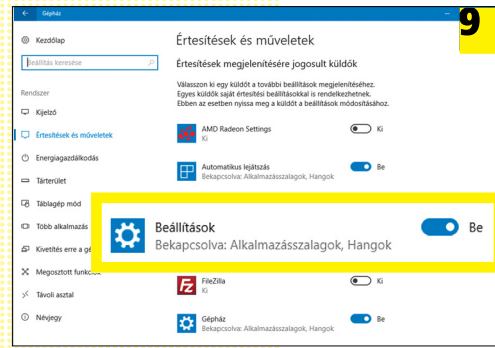 Gépház
9
Kezdőlap
Beállítás keresése
Rendszer
Kijelző
Értesítések és műveletek
Energiagazdálkodás
Tárterület
Táblagép mód
Több alkalmazás
Kivetítés erre a gé
Megosztott funkc
Távoli asztal
Névjegy
Értesítések és műveletek
Értesítések megjelenítésére jogosult küldők
Válasszon ki egy küldőt a további beállítások megjelenítéséhez.
Egyes küldők saját értesítési beállításokkal is rendelkezhetnek.
Ebben az esetben nyissa meg a küldőt a beállítások módosításához.
AMD Radeon Settings
Ki
Ki
Automatikus lejátszás
Bekapcsolva: Alkalmazásszalagok, Hangok
Be
Beállítások
Bekapcsolva: Alkalmazásszalagok, Hangok
Be
FZ
FileZilla
Ki
Ki
Gépház
Bekapcsolva: Alkalmazásszalagok, Hangok
Be